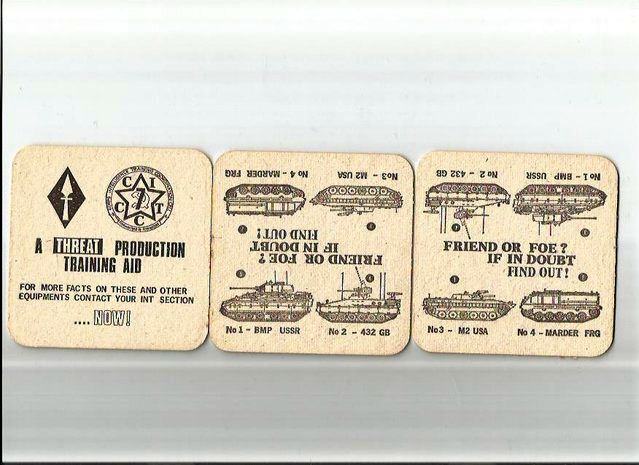 A THREAT PRODUCTION
TRAINING AID
FOR MORE FACTS ON THESE AND OTHER
EQUIPMENTS CONTACT YOUR INT SECTION
.... NOW!
No 4 - MARDER FRG
No3 - M2 USA
FRIEND OR FOE?
IF IN DOUBT
FIND OUT!
No 1 - BMP USSR
No 2 - 432 GB
No 2 - 432 GB
No 1 - BMP USSR
FRIEND OR FOE?
IF IN DOUBT
FIND OUT!
No3 - M2 USA
No 4 - MARDER FRG